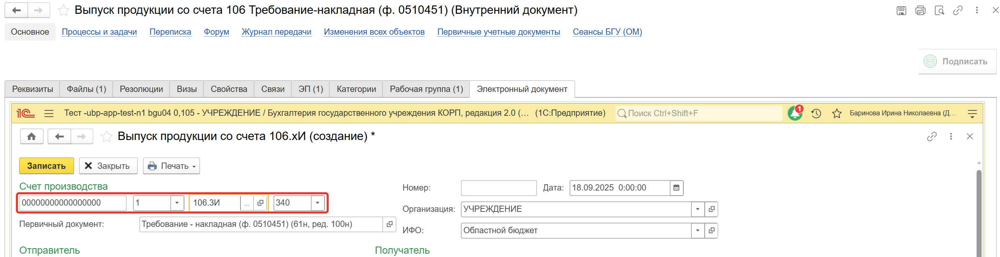 Выпуск продукции со счета 106 Требование-накладная (ф. 0510451) (Внутренний документ)
Основное Процессы и задачи Переписка Форум Журнал передачи Изменения всех объектов Первичные учетные документы Сеансы БГУ (ОМ)
Подписать
Реквизиты Файлы (1) Резолюции Визы Свойства Связи ЭП (1) Категории Рабочая группа (1) Электронный документ
1С Тест -ubp-app-test-n1 bgu04 0,105 - УЧРЕЖДЕНИЕ / Бухгалтерия государственного учреждения КОРП, редакция 2.0 (... (1С:Предприятие) Поиск Ctrl+Shift+F 1 Баринова Ирина Николаевна (Д...
Выпуск продукции со счета 106.хИ (создание) *
Записать Закрыть Печать
Счет производства
Номер: Дата: 18.09.2025 0:00:00
00000000000000000 1 106.3И ... 340
Организация: УЧРЕЖДЕНИЕ
Первичный документ: Требование - накладная (ф. 0510451) (61н, ред. 100н)
ИФО: Областной бюджет
Отправитель Получатель